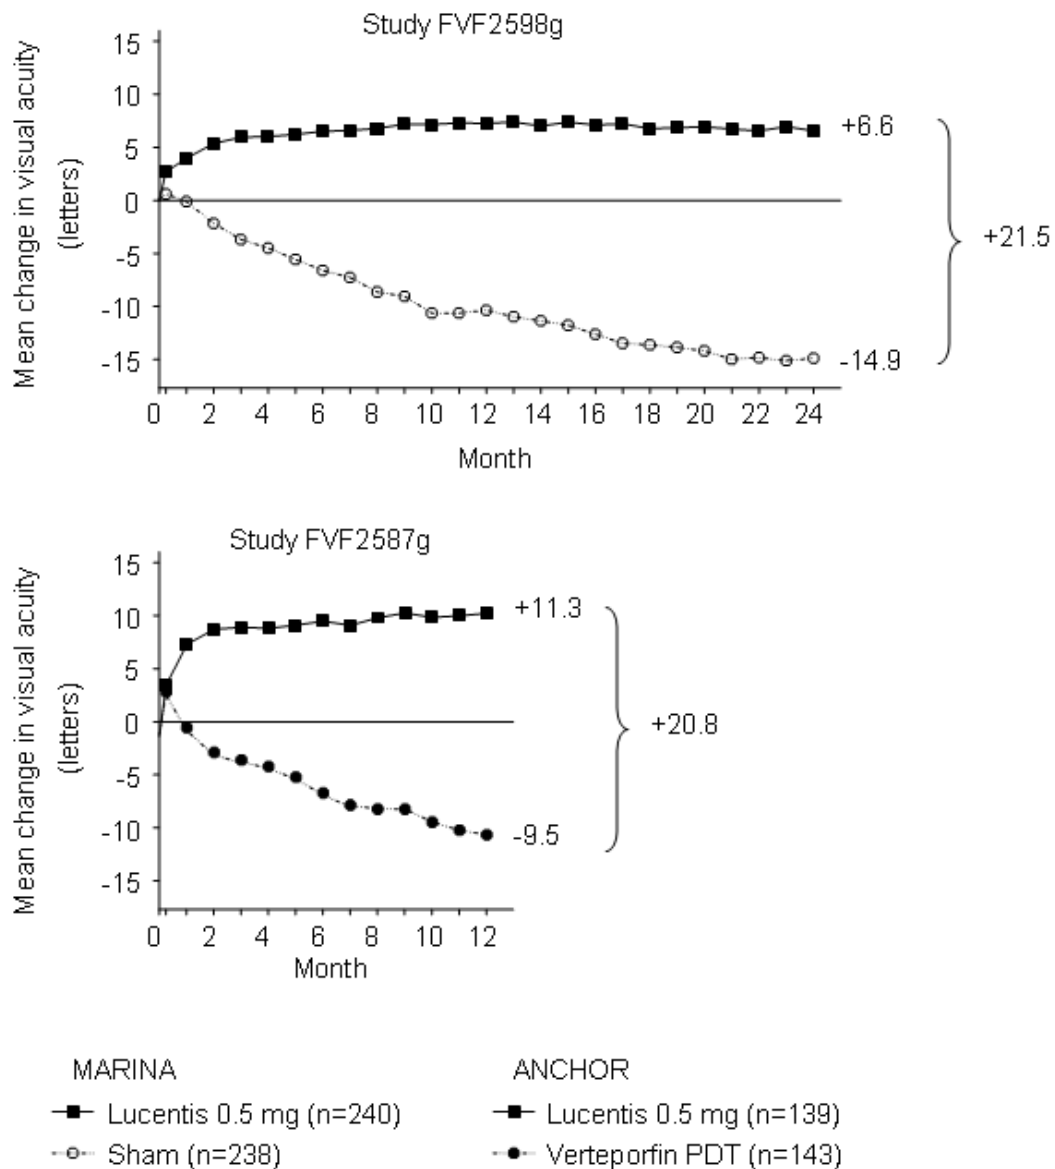 Study FVF2598g
Mean change in visual acuity
(letters)
15
10
5
0
-5
-10
-15
+6.6
-14.9
+21.5
0 2 4 6 8 10 12 14 16 18 20 22 24
Month
Study FVF2587g
Mean change in visual acuity
(letters)
15
10
5
0
-5
-10
-15
+11.3
-9.5
+20.8
0 2 4 6 8 10 12
Month
MARINA
Lucentis 0.5 mg (n=240)
Sham (n=238)
ANCHOR
Lucentis 0.5 mg (n=139)
Verteporfin PDT (n=143)